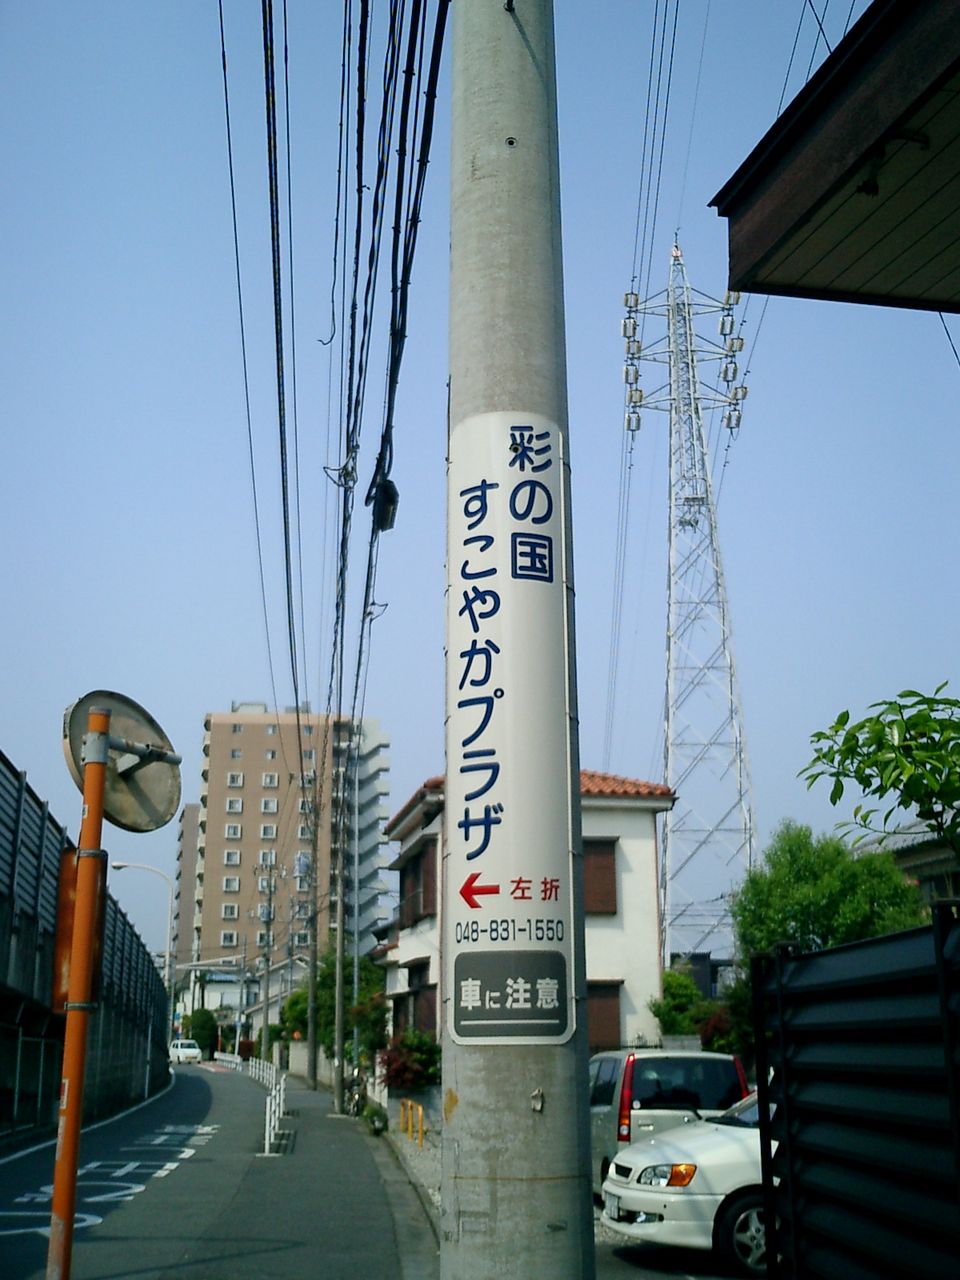 彩の国
すこやかプラザ
← 左折
048-831-1550
車に注意